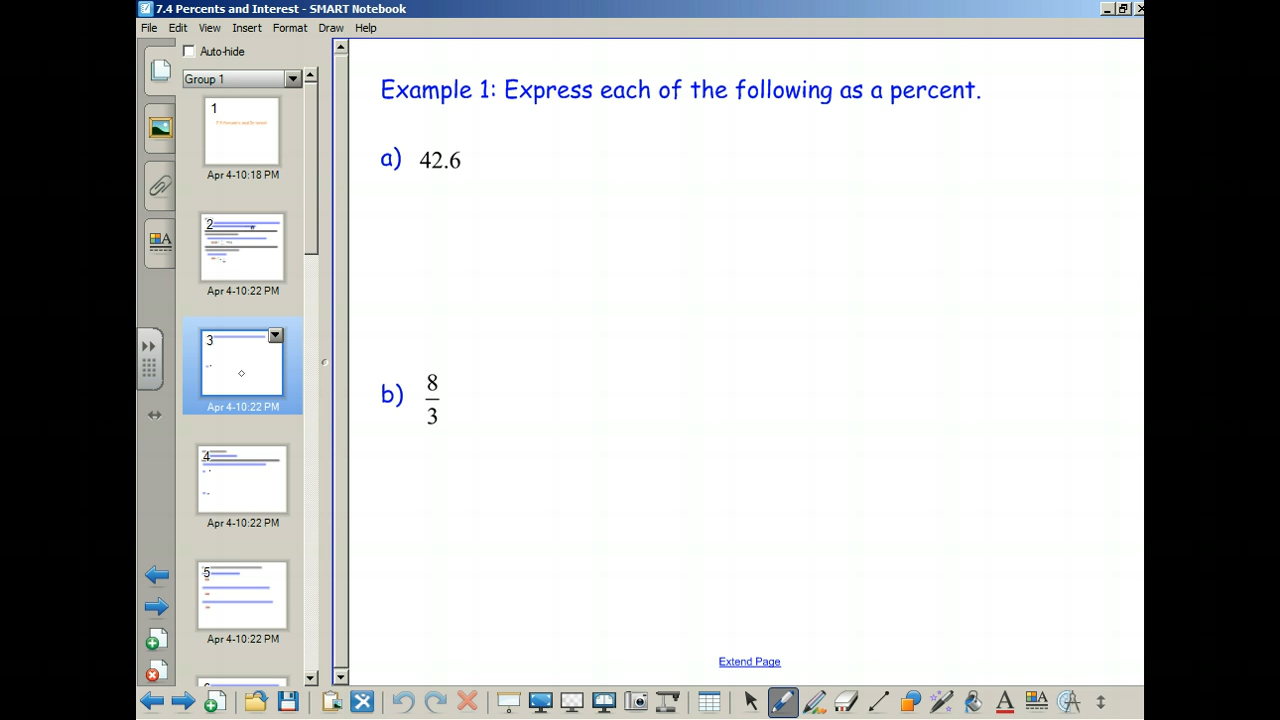 7.4 Percents and Interest - SMART Notebook
File Edit View Insert Format Draw Help
Auto-hide
Group 1
1
Apr 4-10:18 PM
2
Apr 4-10:22 PM
3
Apr 4-10:22 PM
4
Apr 4-10:22 PM
5
Apr 4-10:22 PM
Example 1: Express each of the following as a percent.
a) 42.6
b) 8/3
Extend Page